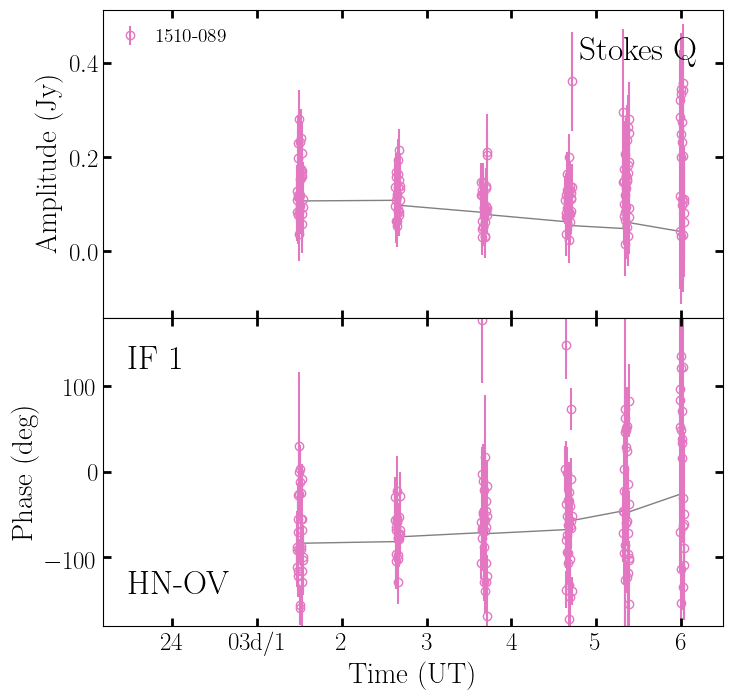 1510-089
Stokes Q
0.4
0.2
0.0
Amplitude (Jy)
IF 1
100
0
−100
Phase (deg)
HN-OV
24 03d/1 2 3 4 5 6
Time (UT)